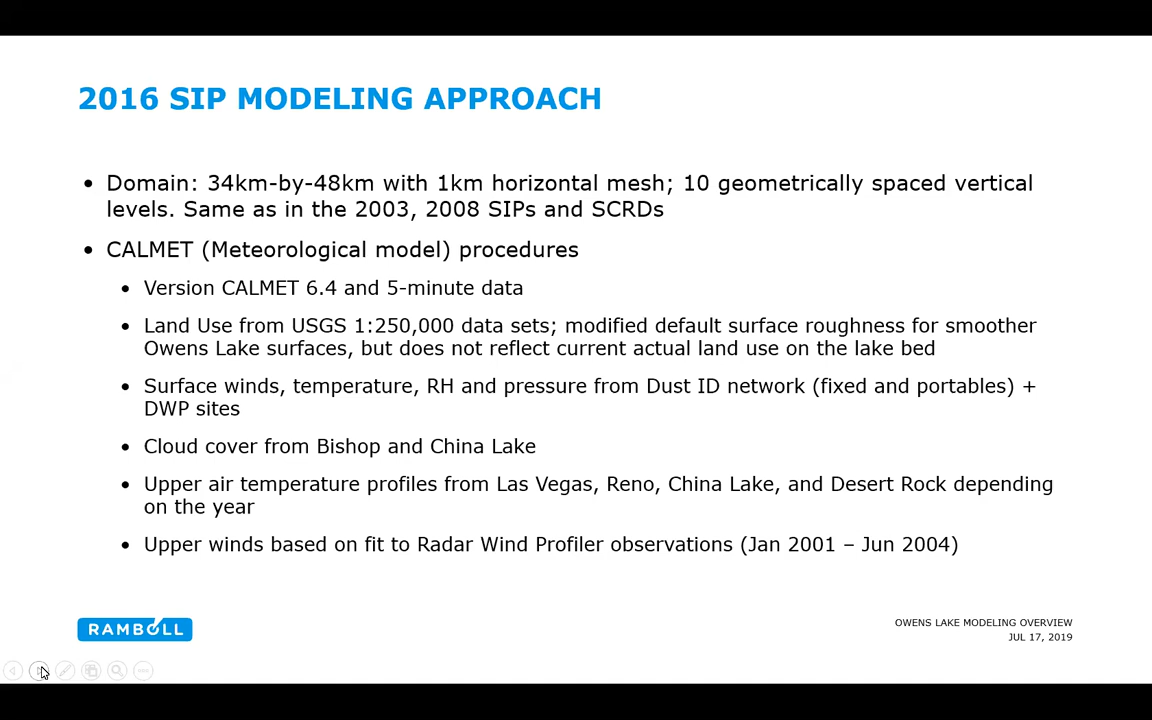 2016 SIP MODELING APPROACH
• Domain: 34km-by-48km with 1km horizontal mesh; 10 geometrically spaced vertical
levels. Same as in the 2003, 2008 SIPs and SCRDs
• CALMET (Meteorological model) procedures
• Version CALMET 6.4 and 5-minute data
• Land Use from USGS 1:250,000 data sets; modified default surface roughness for smoother
Owens Lake surfaces, but does not reflect current actual land use on the lake bed
• Surface winds, temperature, RH and pressure from Dust ID network (fixed and portables) +
DWP sites
• Cloud cover from Bishop and China Lake
• Upper air temperature profiles from Las Vegas, Reno, China Lake, and Desert Rock depending
on the year
• Upper winds based on fit to Radar Wind Profiler observations (Jan 2001 – Jun 2004)
RAMBOLL
OWENS LAKE MODELING OVERVIEW
JUL 17, 2019